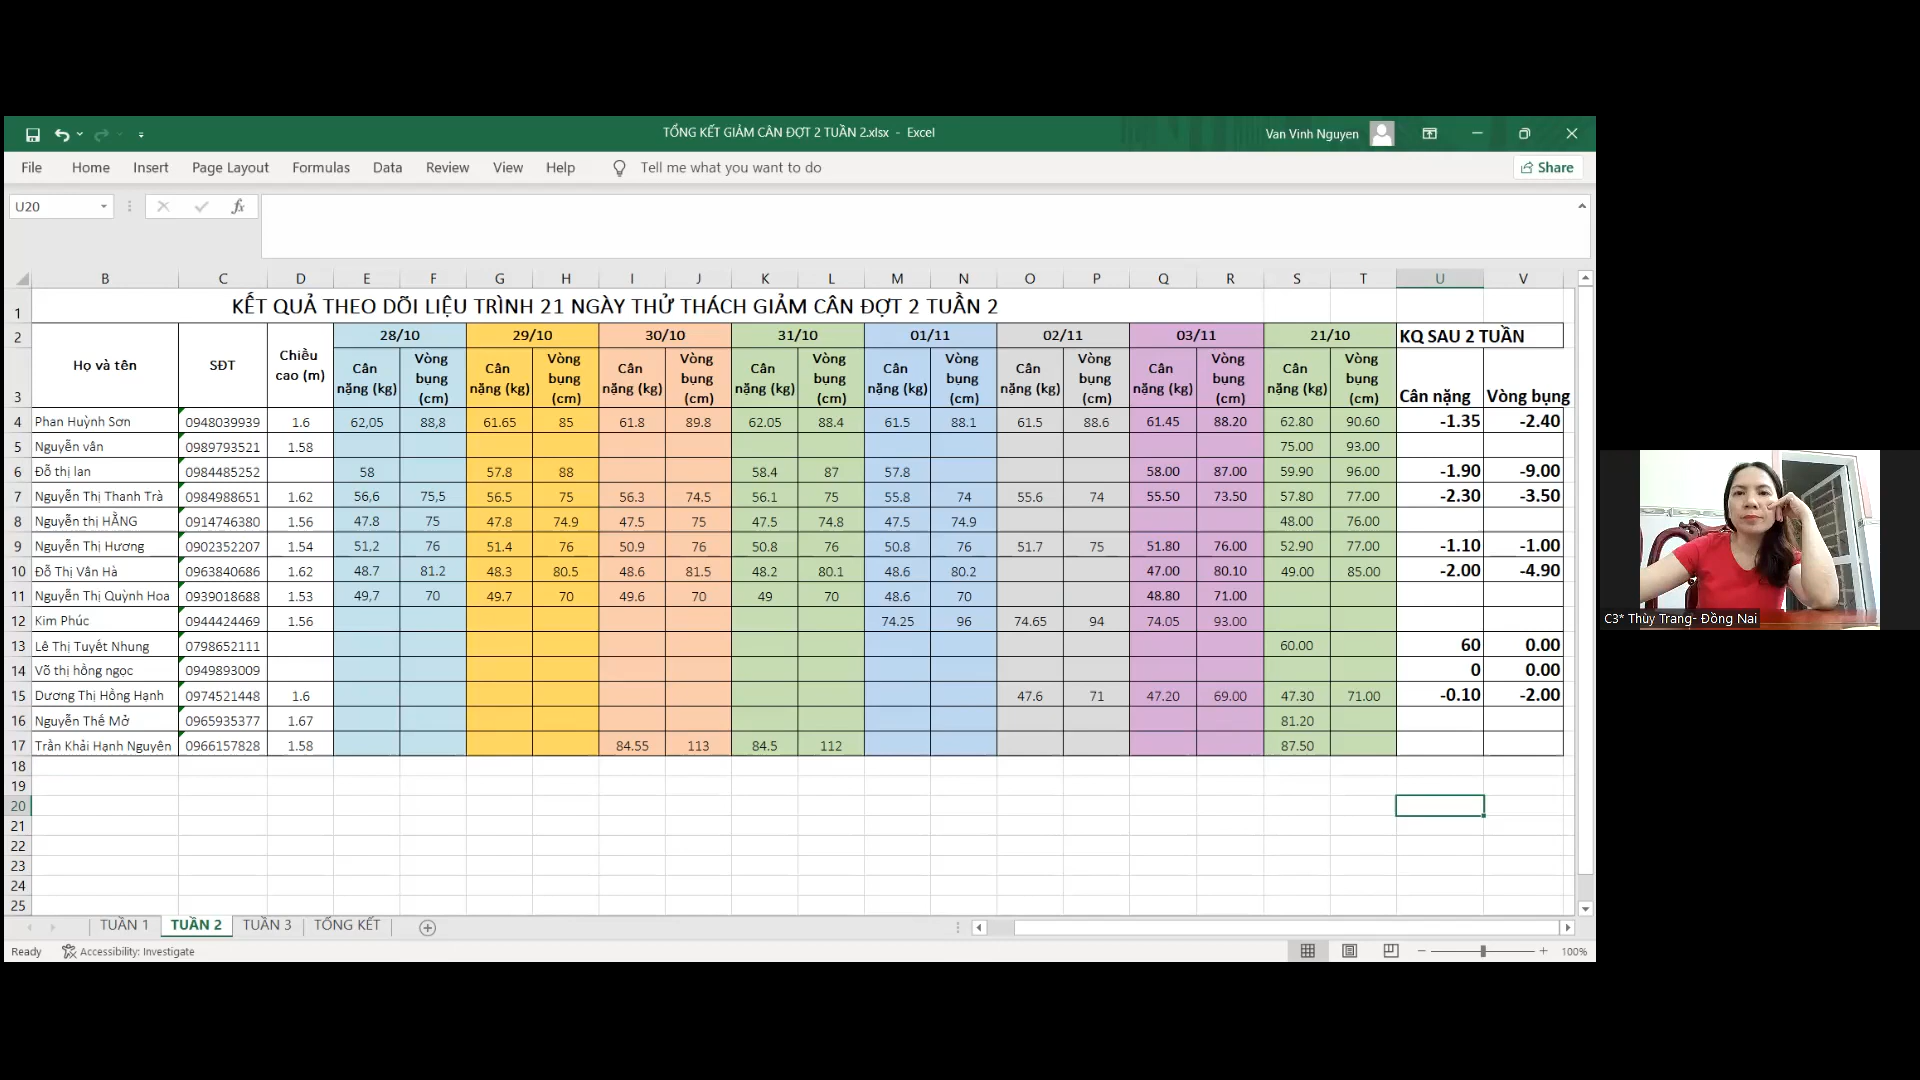 TỔNG KẾT GIẢM CÂN ĐỢT 2 TUẦN 2.xlsx - Excel
Van Vinh Nguyen
File Home Insert Page Layout Formulas Data Review View Help Tell me what you want to do Share
U20
B C D E F G H I J K L M N O P Q R S T U V
1 KẾT QUẢ THEO DÕI LIỆU TRÌNH 21 NGÀY THỬ THÁCH GIẢM CÂN ĐỢT 2 TUẦN 2
2 Họ và tên SĐT Chiều cao (m) 28/10 29/10 30/10 31/10 01/11 02/11 03/11 21/10 KQ SAU 2 TUẦN
3 Cân nặng (kg) Vòng bụng (cm) Cân nặng (kg) Vòng bụng (cm) Cân nặng (kg) Vòng bụng (cm) Cân nặng (kg) Vòng bụng (cm) Cân nặng (kg) Vòng bụng (cm) Cân nặng (kg) Vòng bụng (cm) Cân nặng (kg) Vòng bụng (cm) Cân nặng (kg) Vòng bụng (cm) Cân nặng Vòng bụng
4 Phan Huỳnh Sơn 0948039939 1.6 62,05 88,8 61.65 85 61.8 89.8 62.05 88.4 61.5 88.1 61.5 88.6 61.45 88.20 62.80 90.60 -1.35 -2.40
5 Nguyễn vân 0989793521 1.58 75.00 93.00
6 Đỗ thị lan 0984485252 58 57.8 88 58.4 87 57.8 58.00 87.00 59.90 96.00 -1.90 -9.00
7 Nguyễn Thị Thanh Trà 0984988651 1.62 56,6 75,5 56.5 75 56.3 74.5 56.1 75 55.8 74 55.6 74 55.50 73.50 57.80 77.00 -2.30 -3.50
8 Nguyễn thị HẰNG 0914746380 1.56 47.8 75 47.8 74.9 47.5 75 47.5 74.8 47.5 74.9 48.00 76.00
9 Nguyễn Thị Hương 0902352207 1.54 51,2 76 51.4 76 50.9 76 50.8 76 50.8 76 51.7 75 51.80 76.00 52.90 77.00 -1.10 -1.00
10 Đỗ Thị Vân Hà 0963840686 1.62 48.7 81.2 48.3 80.5 48.6 81.5 48.2 80.1 48.6 80.2 47.00 80.10 49.00 85.00 -2.00 -4.90
11 Nguyễn Thị Quỳnh Hoa 0939018688 1.53 49,7 70 49.7 70 49.6 70 49 70 48.6 70 48.80 71.00
12 Kim Phúc 0944424469 1.56 74.25 96 74.65 94 74.05 93.00
13 Lê Thị Tuyết Nhung 0798652111 60.00 60 0.00
14 Võ thị hồng ngọc 0949893009 0 0.00
15 Dương Thị Hồng Hạnh 0974521448 1.6 47.6 71 47.20 69.00 47.30 71.00 -0.10 -2.00
16 Nguyễn Thế Mở 0965935377 1.67 81.20
17 Trần Khải Hạnh Nguyên 0966157828 1.58 84.55 113 84.5 112 87.50
18
19
20
21
22
23
24
25
TUẦN 1 TUẦN 2 TUẦN 3 TỔNG KẾT
Ready Accessibility: Investigate 100%
C3* Thùy Trang- Đồng Nai